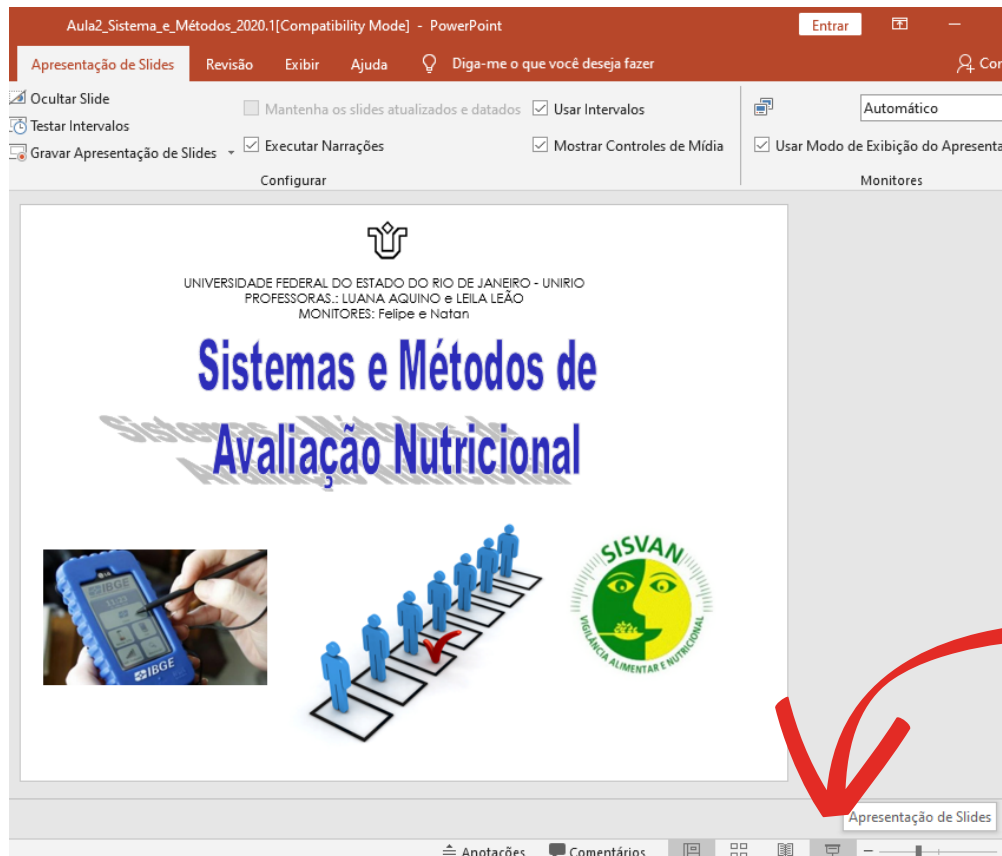 Aula2_Sistema_e_Métodos_2020.1[Compatibility Mode] - PowerPoint
Entrar
Apresentação de Slides
Revisão
Exibir
Ajuda
Diga-me o que você deseja fazer
Ocultar Slide
Testar Intervalos
Gravar Apresentação de Slides
Mantenha os slides atualizados e datados
Usar Intervalos
Executar Narrações
Mostrar Controles de Mídia
Configurar
Automático
Usar Modo de Exibição do Apresenta
Monitores
UNIVERSIDADE FEDERAL DO ESTADO DO RIO DE JANEIRO - UNIRIO
PROFESSORAS.: LUANA AQUINO e LEILA LEÃO
MONITORES: Felipe e Natan
Sistemas e Métodos de
Avaliação Nutricional
IBGE
SISVAN
VIGILÂNCIA ALIMENTAR E NUTRICIONAL
Apresentação de Slides
Anotações
Comentários